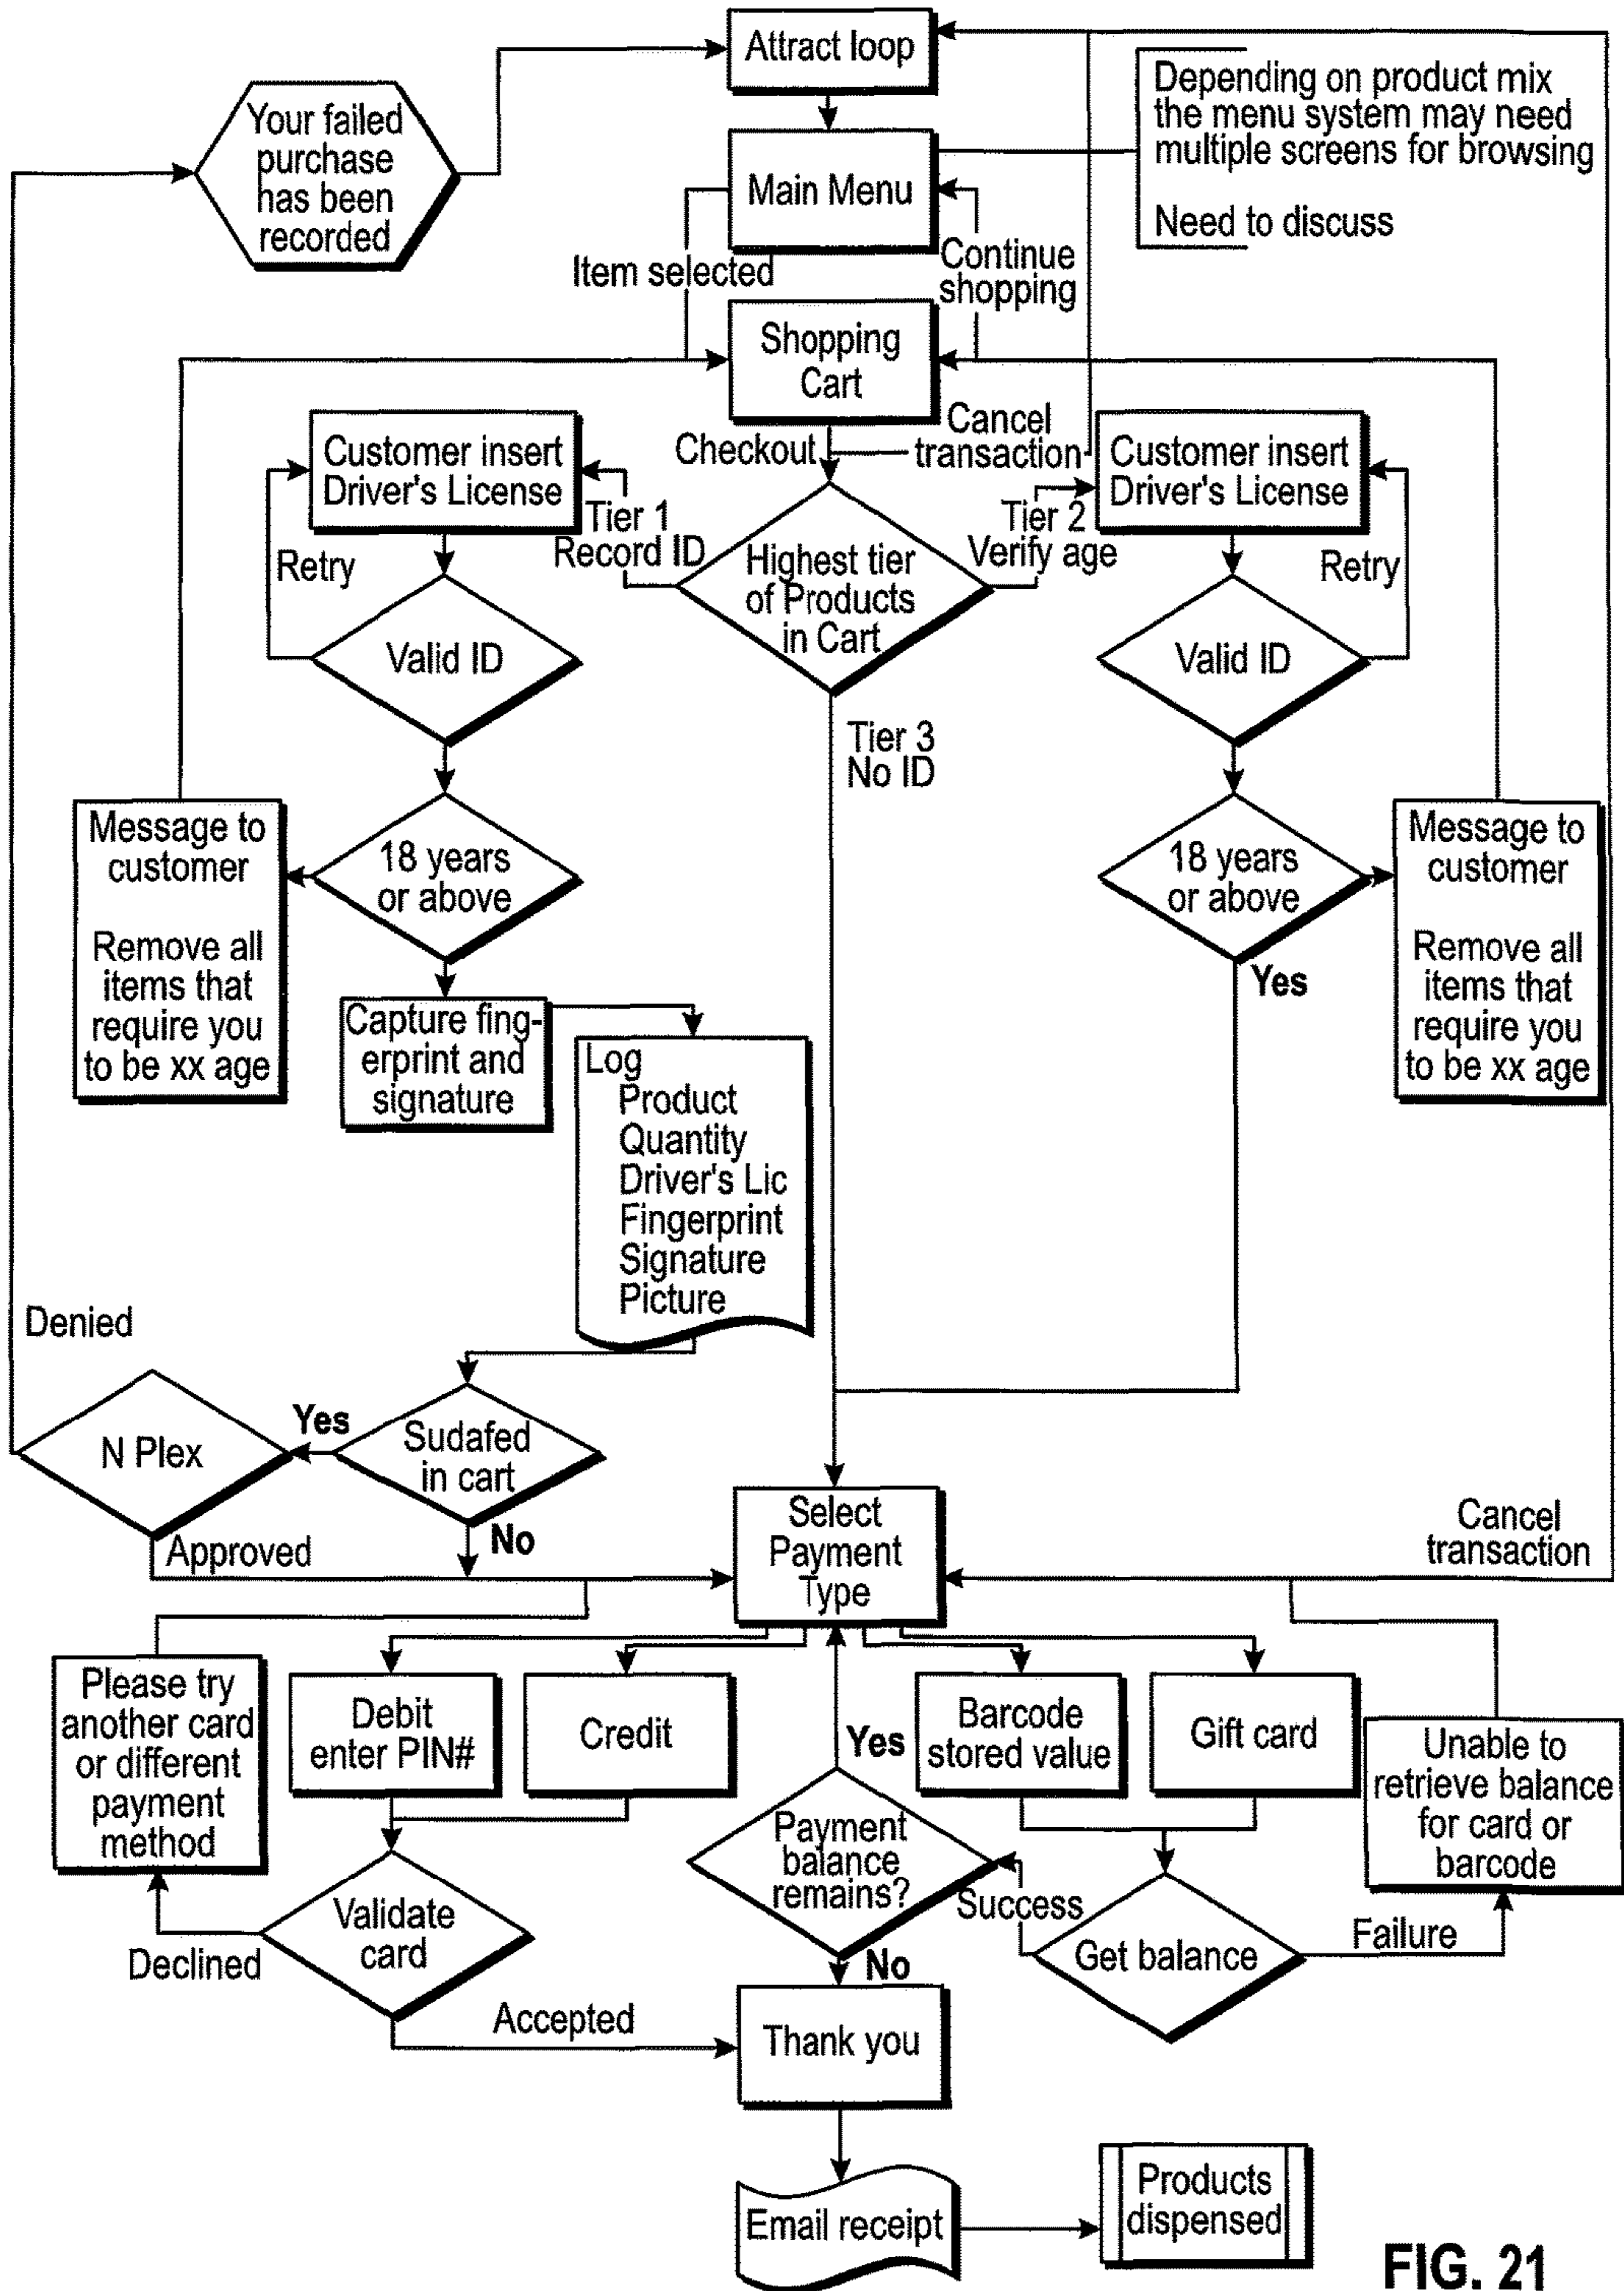 Attract loop
Depending on product mix
the menu system may need
multiple screens for browsing
Need to discuss
Your failed
purchase
has been
recorded
Main Menu
Item selected
Continue
shopping
Shopping
Cart
Checkout
Cancel
transaction
Customer insert
Driver's License
Tier 1
Record ID
Highest tier
of Products
in Cart
Tier 2
Verify age
Customer insert
Driver's License
Retry
Valid ID
Retry
Valid ID
Tier 3
No ID
Message to
customer
Remove all
items that
require you
to be xx age
18 years
or above
18 years
or above
Yes
Message to
customer
Remove all
items that
require you
to be xx age
Capture fing-
erprint and
signature
Log
Product
Quantity
Driver's Lic
Fingerprint
Signature
Picture
Denied
N Plex
Yes
Sudafed
in cart
No
Approved
Select
Payment
Type
Cancel
transaction
Please try
another card
or different
payment
method
Debit
enter PIN#
Credit
Yes
Barcode
stored value
Gift card
Unable to
retrieve balance
for card or
barcode
Payment
balance
remains?
Validate
card
Declined
Success
Get balance
Failure
No
Accepted
Thank you
Email receipt
Products
dispensed
FIG. 21